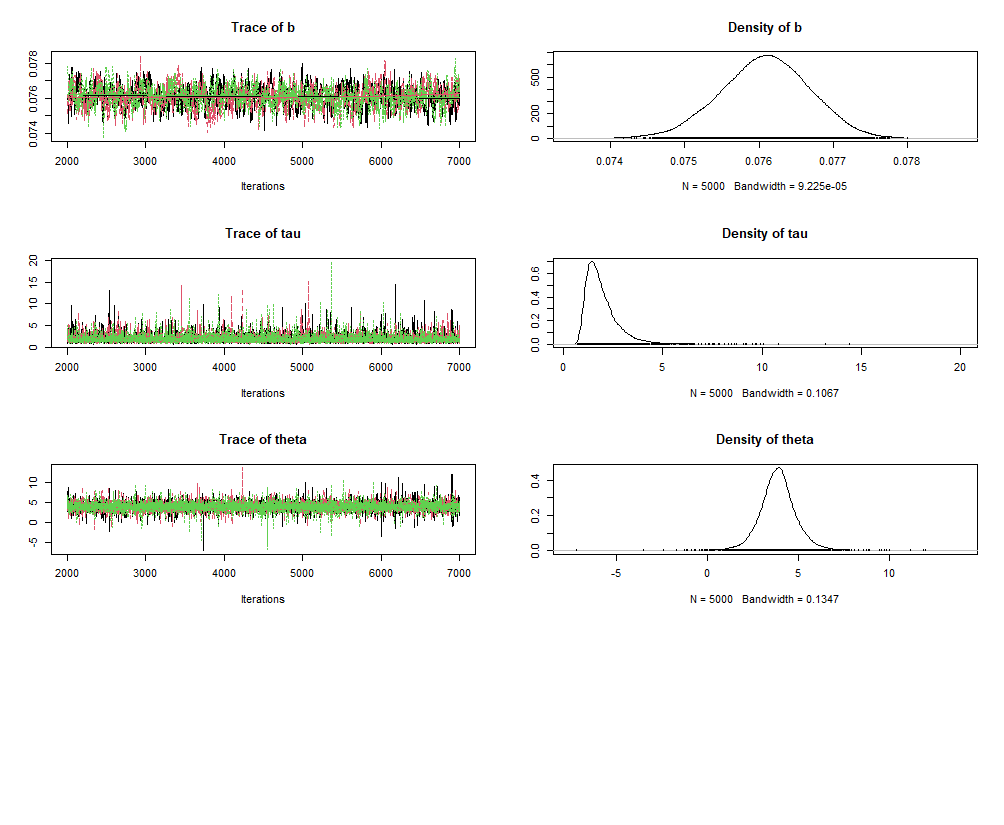 Trace of b
0.074 0.076 0.078
2000 3000 4000 5000 6000 7000
Iterations
Density of b
0 200 500
0.074 0.075 0.076 0.077 0.078
N = 5000 Bandwidth = 9.225e-05
Trace of tau
0 5 10 15 20
2000 3000 4000 5000 6000 7000
Iterations
Density of tau
0.0 0.2 0.4 0.6
0 5 10 15 20
N = 5000 Bandwidth = 0.1067
Trace of theta
-5 0 5 10
2000 3000 4000 5000 6000 7000
Iterations
Density of theta
0.0 0.2 0.4
-5 0 5 10
N = 5000 Bandwidth = 0.1347